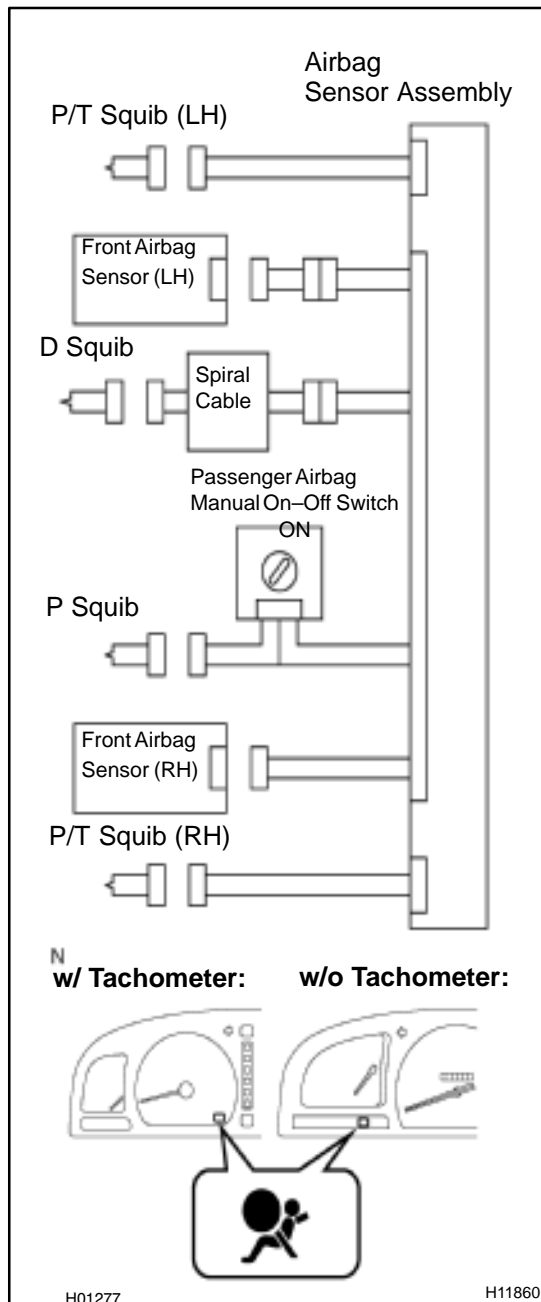 Airbag
Sensor Assembly
P/T Squib (LH)
Front Airbag
Sensor (LH)
D Squib
Spiral
Cable
Passenger Airbag
Manual On–Off Switch
ON
P Squib
Front Airbag
Sensor (RH)
P/T Squib (RH)
N
w/ Tachometer:
w/o Tachometer:
H01277
H11860